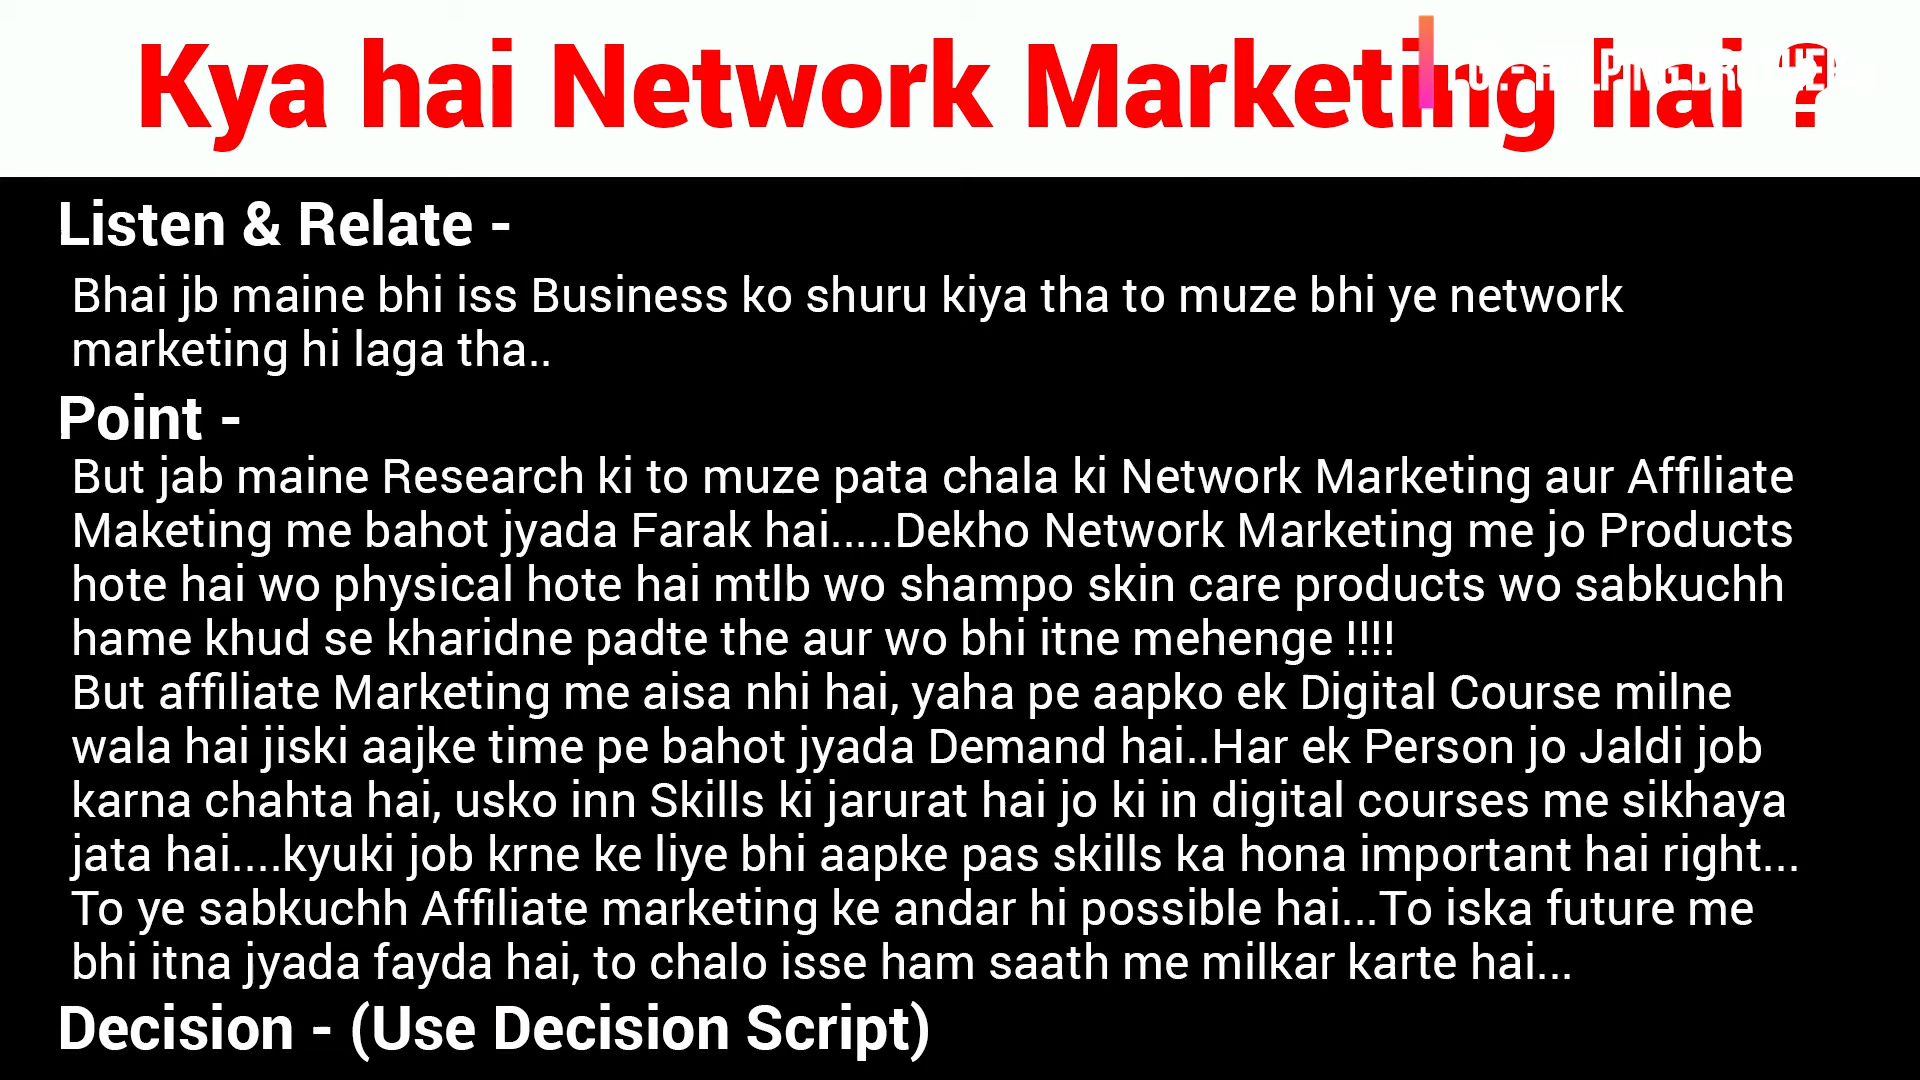 Kya hai Network Marketing hai ?
Listen & Relate -
Bhai jb maine bhi iss Business ko shuru kiya tha to muze bhi ye network
marketing hi laga tha..
Point -
But jab maine Research ki to muze pata chala ki Network Marketing aur Affiliate
Maketing me bahot jyada Farak hai.....Dekho Network Marketing me jo Products
hote hai wo physical hote hai mtlb wo shampo skin care products wo sabkuchh
hame khud se kharidne padte the aur wo bhi itne mehenge !!!!
But affiliate Marketing me aisa nhi hai, yaha pe aapko ek Digital Course milne
wala hai jiski aajke time pe bahot jyada Demand hai..Har ek Person jo Jaldi job
karna chahta hai, usko inn Skills ki jarurat hai jo ki in digital courses me sikhaya
jata hai....kyuki job krne ke liye bhi aapke pas skills ka hona important hai right...
To ye sabkuchh Affiliate marketing ke andar hi possible hai...To iska future me
bhi itna jyada fayda hai, to chalo isse ham saath me milkar karte hai...
Decision - (Use Decision Script)